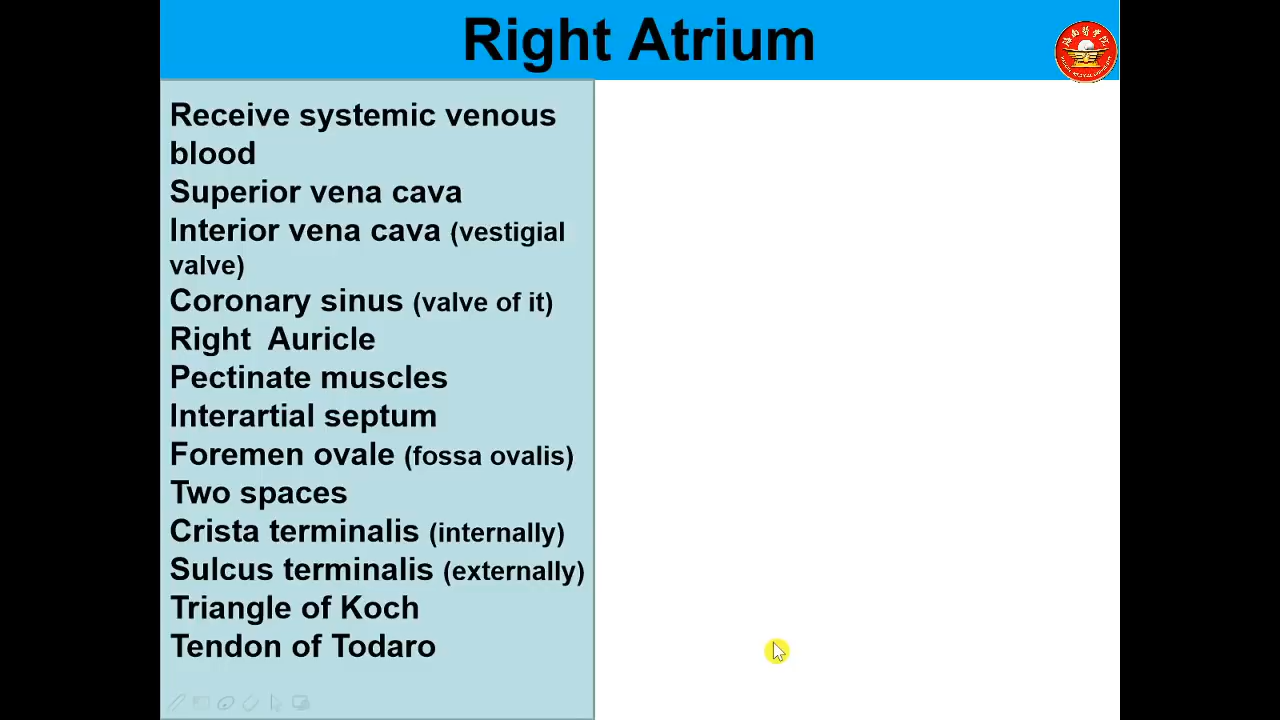 Right Atrium
Receive systemic venous
blood
Superior vena cava
Interior vena cava (vestigial
valve)
Coronary sinus (valve of it)
Right  Auricle
Pectinate muscles
Interartial septum
Foremen ovale (fossa ovalis)
Two spaces
Crista terminalis (internally)
Sulcus terminalis (externally)
Triangle of Koch
Tendon of Todaro